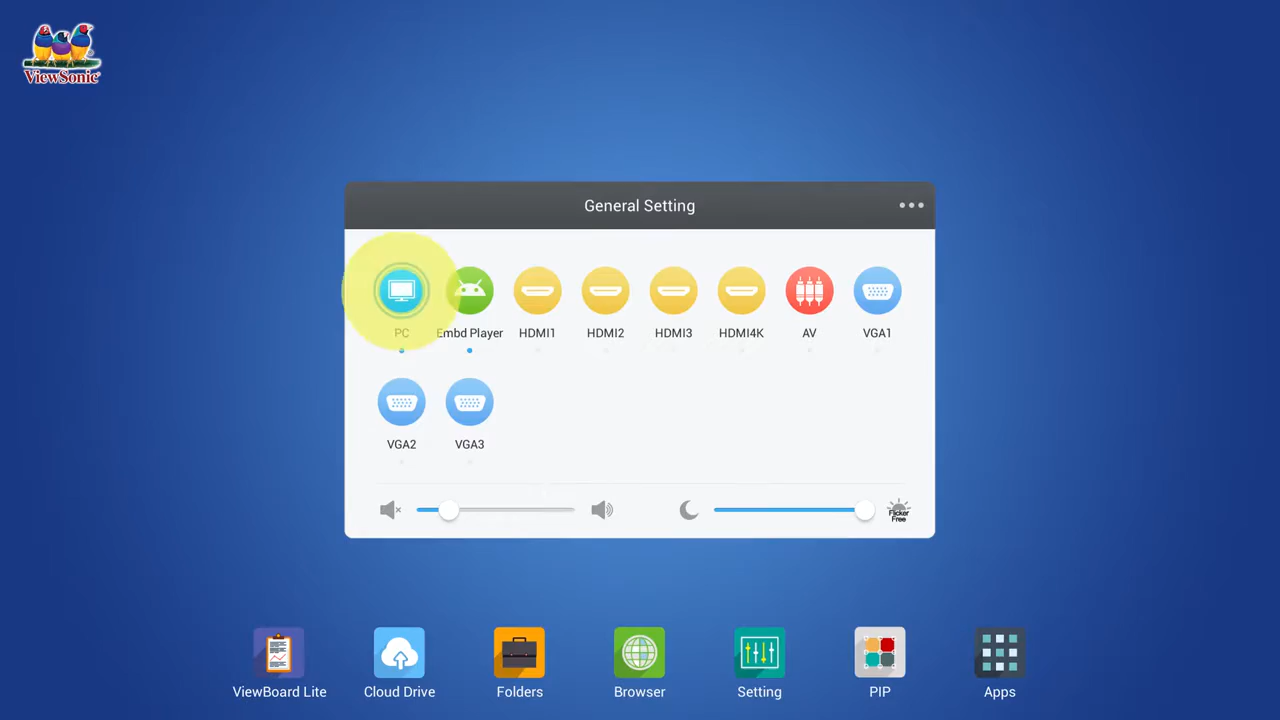 ViewSonic
General Setting
PC Embd Player HDMI1 HDMI2 HDMI3 HDMI4K AV VGA1
VGA2 VGA3
Flicker
Free
ViewBoard Lite Cloud Drive Folders Browser Setting PIP Apps